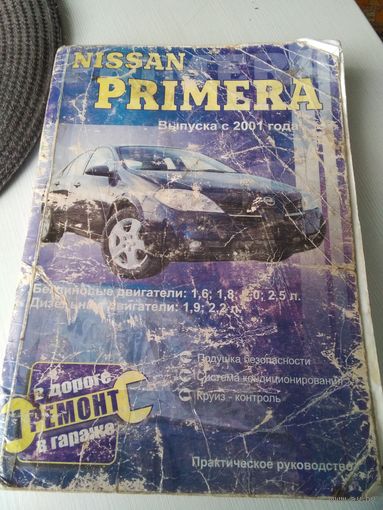 NISSAN
PRIMERA
Выпуска с 2001 года
Бензиновые двигатели: 1,6; 1,8; 2,0; 2,5 л.
Дизельные двигатели: 1,9; 2,2 л.
Подушка безопасности
Система кондиционирования
Круиз - контроль
в дороге
РЕМОНТ
в гараже
Практическое руководство